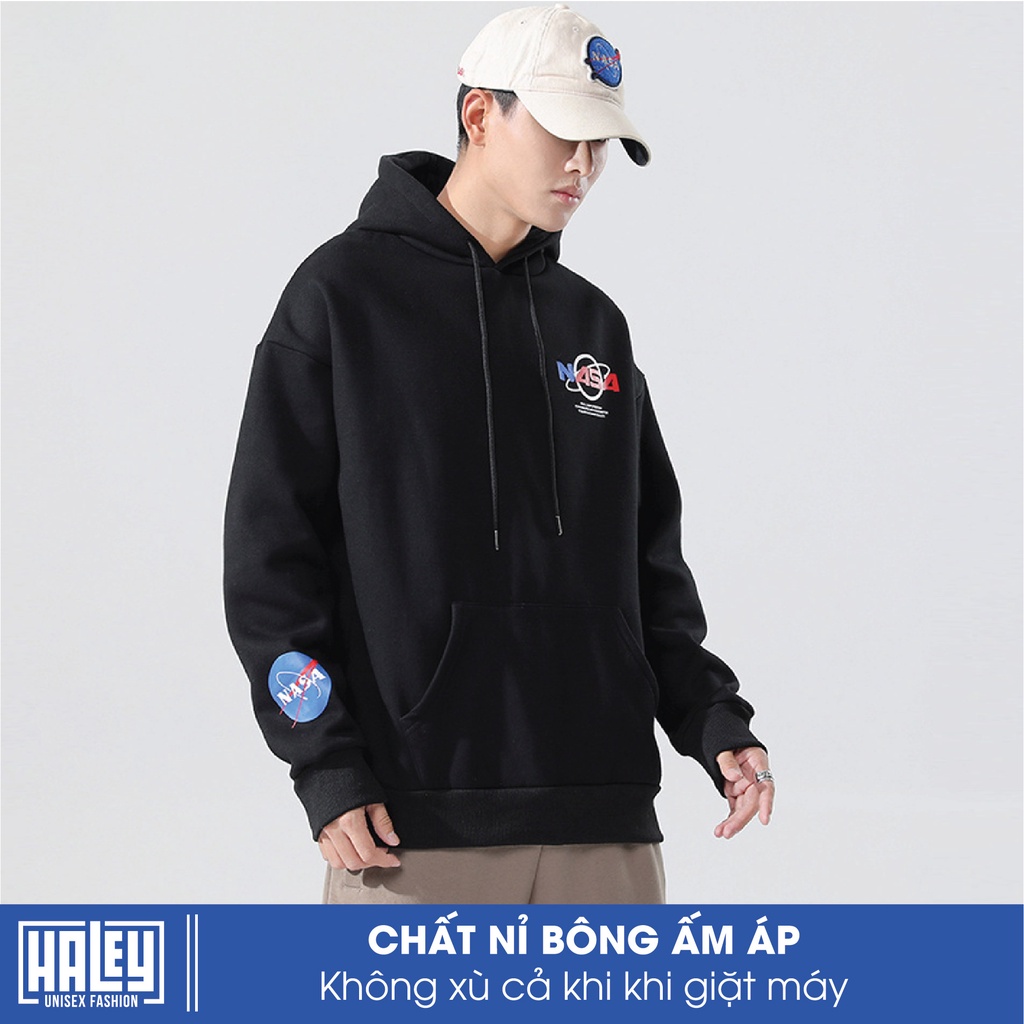 NASA
NASA
NASA
HALEY
UNISEX FASHION
CHẤT NỈ BÔNG ẤM ÁP
Không xù cả khi khi giặt máy